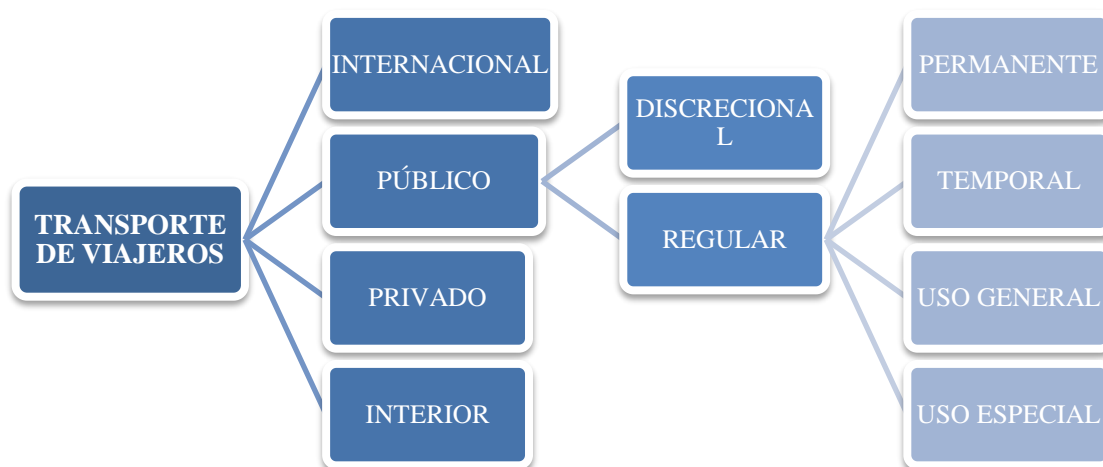 TRANSPORTE
DE VIAJEROS
INTERNACIONAL
PÚBLICO
PRIVADO
INTERIOR
DISCRECIONA
L
REGULAR
PERMANENTE
TEMPORAL
USO GENERAL
USO ESPECIAL